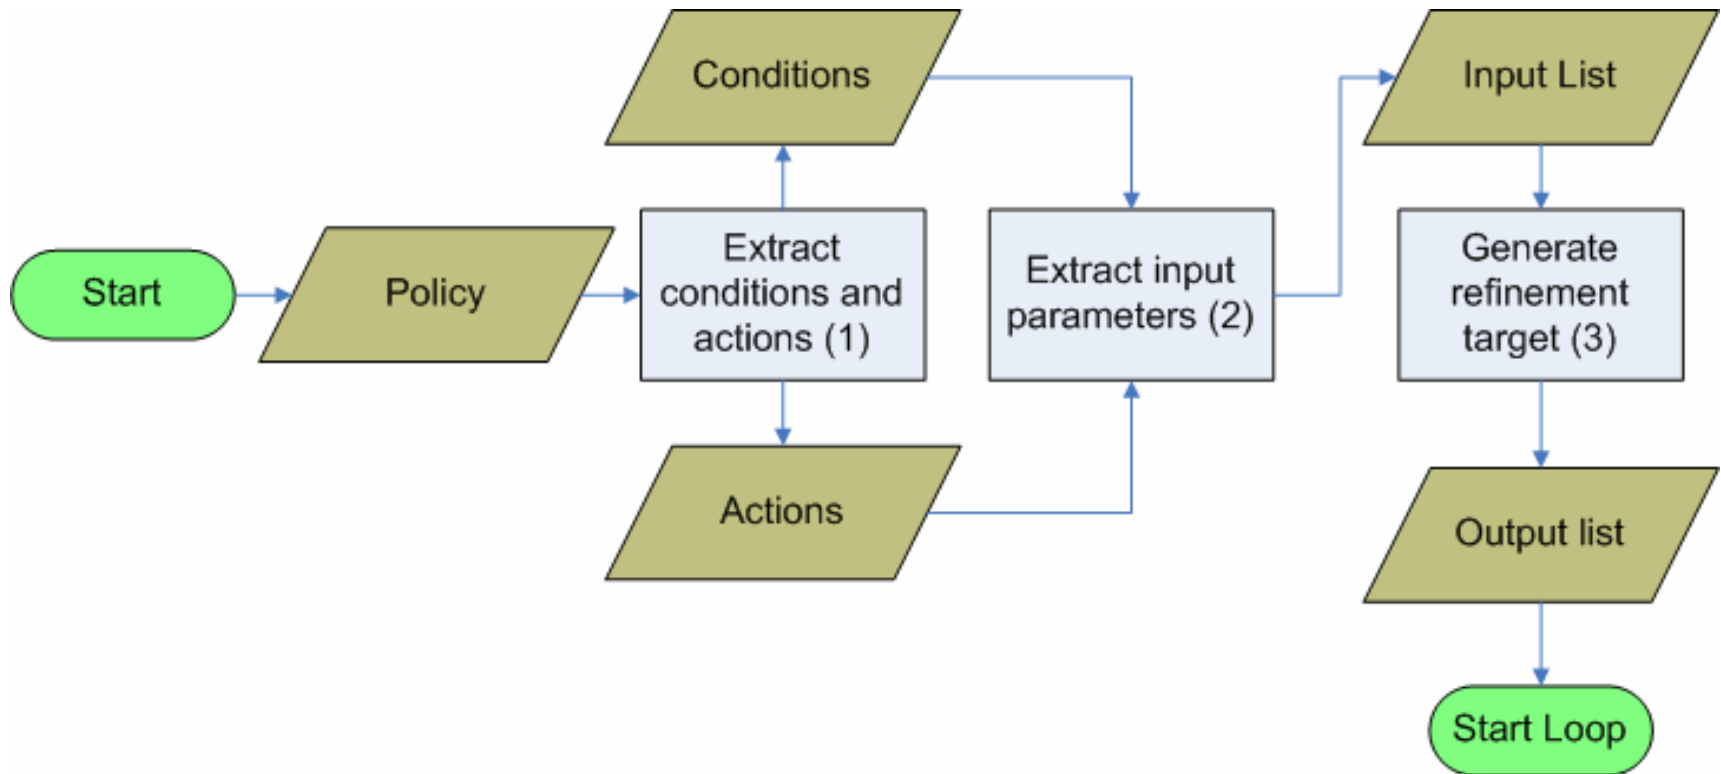 Start
Policy
Extract
conditions and
actions (1)
Conditions
Actions
Extract input
parameters (2)
Input List
Generate
refinement
target (3)
Output list
Start Loop